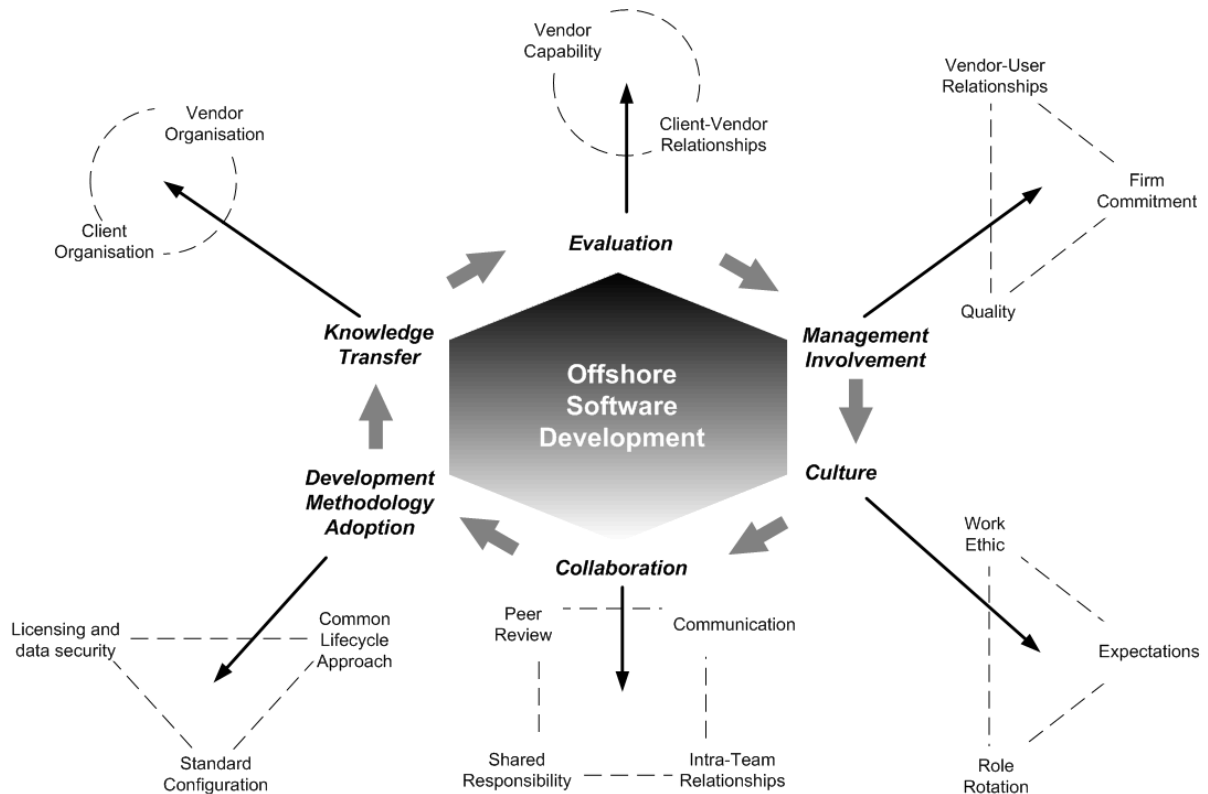 Vendor
Capability
Client-Vendor
Relationships
Vendor-User
Relationships
Firm
Commitment
Quality
Vendor
Organisation
Client
Organisation
Evaluation
Knowledge
Transfer
Management
Involvement
Offshore
Software
Development
Development
Methodology
Adoption
Culture
Collaboration
Work
Ethic
Expectations
Role
Rotation
Licensing and
data security
Common
Lifecycle
Approach
Standard
Configuration
Peer
Review
Communication
Shared
Responsibility
Intra-Team
Relationships